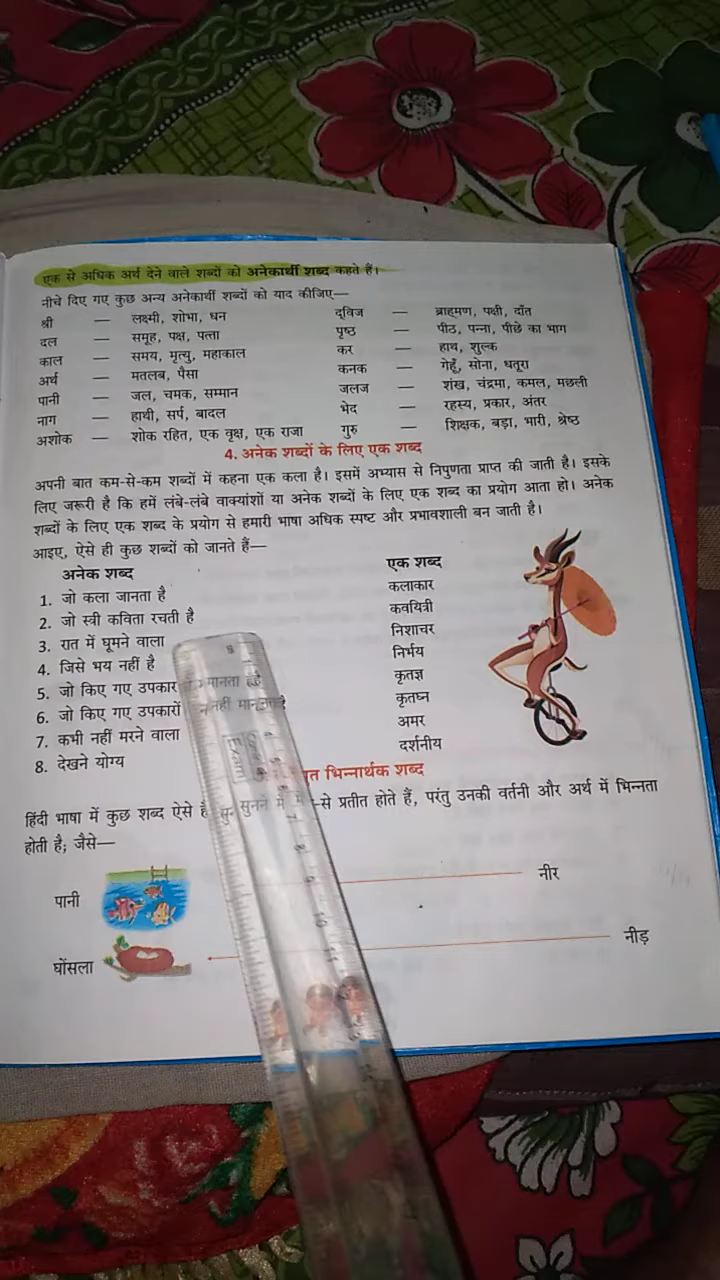 एक से अधिक अर्थ देने वाले शब्दों को अनेकार्थी शब्द कहते हैं।
नीचे दिए गए कुछ अन्य अनेकार्थी शब्दों को याद कीजिए—
श्री — लक्ष्मी, शोभा, धन
दल — समूह, पक्ष, पत्ता
काल — समय, मृत्यु, महाकाल
अर्थ — मतलब, पैसा
पानी — जल, चमक, सम्मान
नाग — हाथी, सर्प, बादल
अशोक — शोक रहित, एक वृक्ष, एक राजा
द्विज — ब्राह्मण, पक्षी, दाँत
पृष्ठ — पीठ, पन्ना, पीछे का भाग
कर — हाथ, शुल्क
कनक — गेहूँ, सोना, धतूरा
जलज — शंख, चंद्रमा, कमल, मछली
भेद — रहस्य, प्रकार, अंतर
गुरु — शिक्षक, बड़ा, भारी, श्रेष्ठ
4. अनेक शब्दों के लिए एक शब्द
अपनी बात कम-से-कम शब्दों में कहना एक कला है। इसमें अभ्यास से निपुणता प्राप्त की जाती है। इसके
लिए जरूरी है कि हमें लंबे-लंबे वाक्यांशों या अनेक शब्दों के लिए एक शब्द का प्रयोग आता हो। अनेक
शब्दों के लिए एक शब्द के प्रयोग से हमारी भाषा अधिक स्पष्ट और प्रभावशाली बन जाती है।
आइए, ऐसे ही कुछ शब्दों को जानते हैं—
अनेक शब्द एक शब्द
1. जो कला जानता है कलाकार
2. जो स्त्री कविता रचती है कवयित्री
3. रात में घूमने वाला निशाचर
4. जिसे भय नहीं है निर्भय
5. जो किए गए उपकार मानता है कृतज्ञ
6. जो किए गए उपकारों नहीं कृतघ्न
7. कभी नहीं मरने वाला अमर
8. देखने योग्य दर्शनीय
भिन्नार्थक शब्द
हिंदी भाषा में कुछ शब्द ऐसे सुनने में से प्रतीत होते हैं, परंतु उनकी वर्तनी और अर्थ में भिन्नता
होती है; जैसे—
पानी नीर
घोंसला नीड़